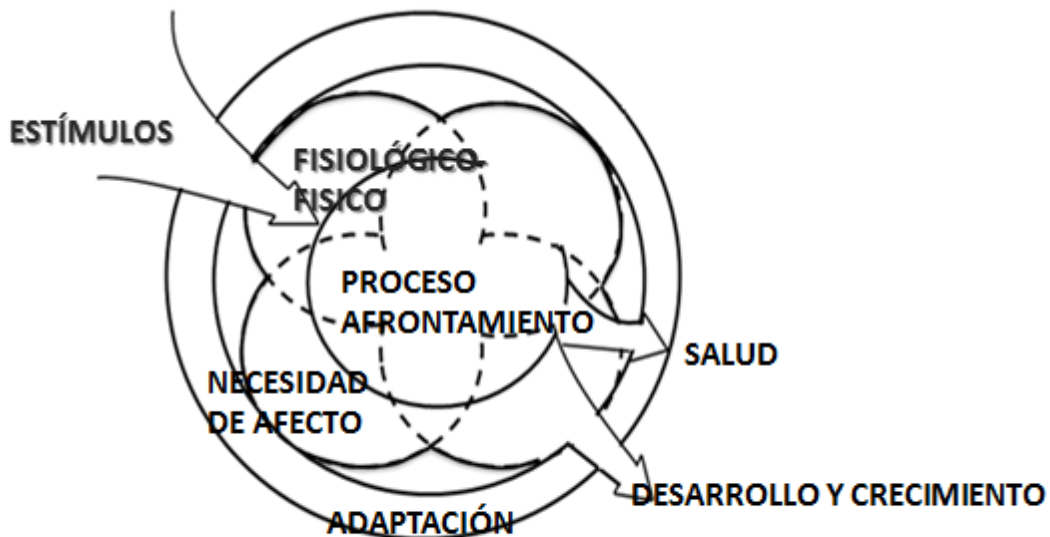 ESTÍMULOS
FISIOLÓGICO-
FISICO
PROCESO
AFRONTAMIENTO
SALUD
NECESIDAD
DE AFECTO
DESARROLLO Y CRECIMIENTO
ADAPTACIÓN